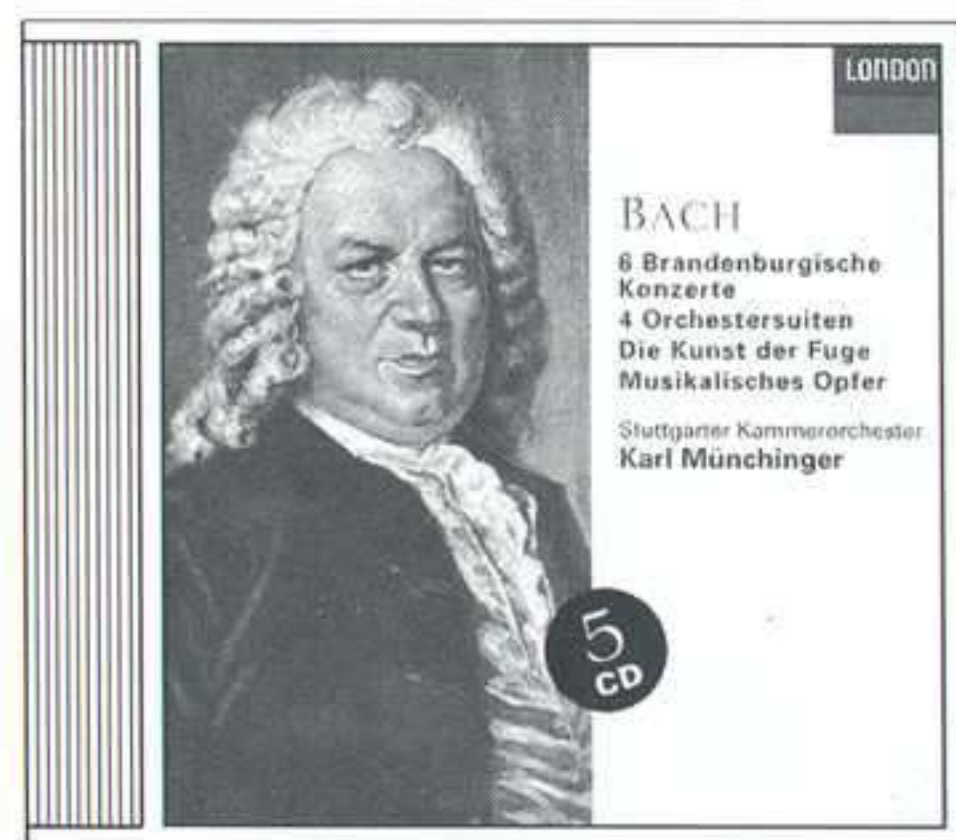 LONDON
BACH
6 Brandenburgische
Konzerte
4 Orchestersuiten
Die Kunst der Fuge
Musikalisches Opfer
Stuttgarter Kammerorchester
Karl Münchinger
5
CD